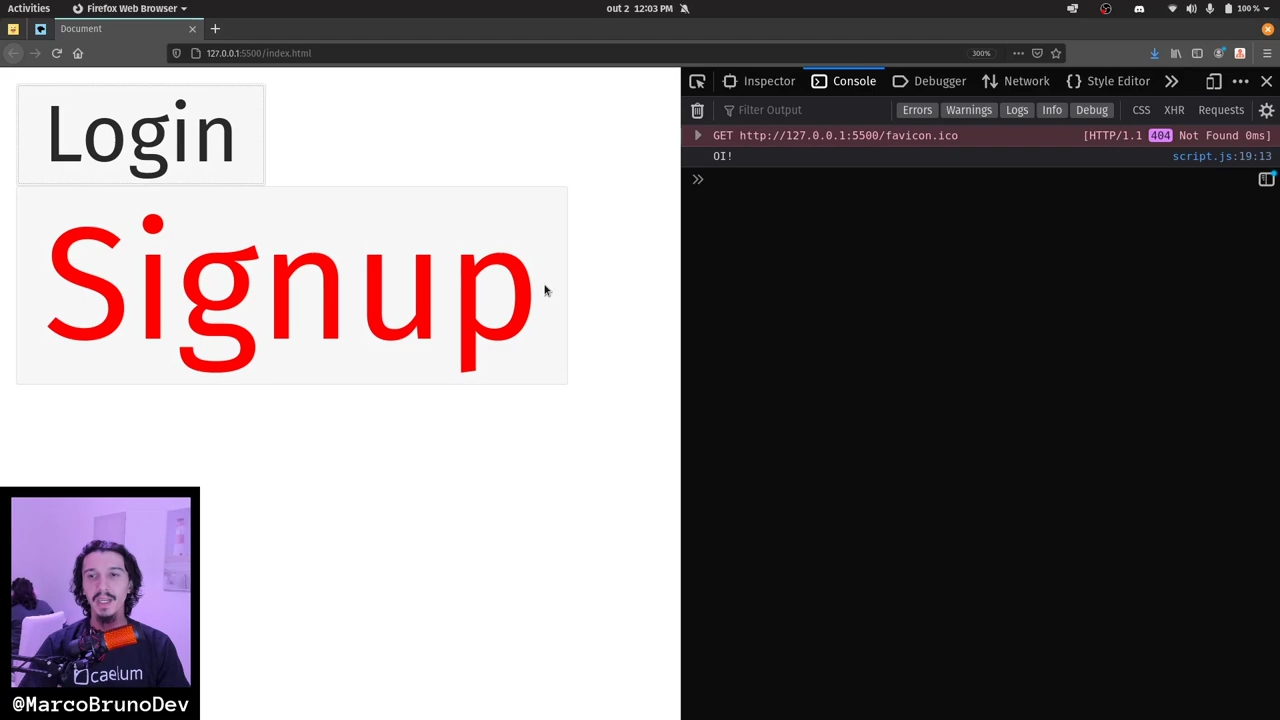 Activities
Firefox Web Browser
out 2 12:03 PM
100 %
Document
127.0.0.1:5500/index.html
300%
Inspector
Console
Debugger
Network
Style Editor
Filter Output
Errors
Warnings
Logs
Info
Debug
CSS
XHR
Requests
GET http://127.0.0.1:5500/favicon.ico
[HTTP/1.1 404 Not Found 0ms]
OI!
script.js:19:13
Login
Signup
caelum
@MarcoBrunoDev